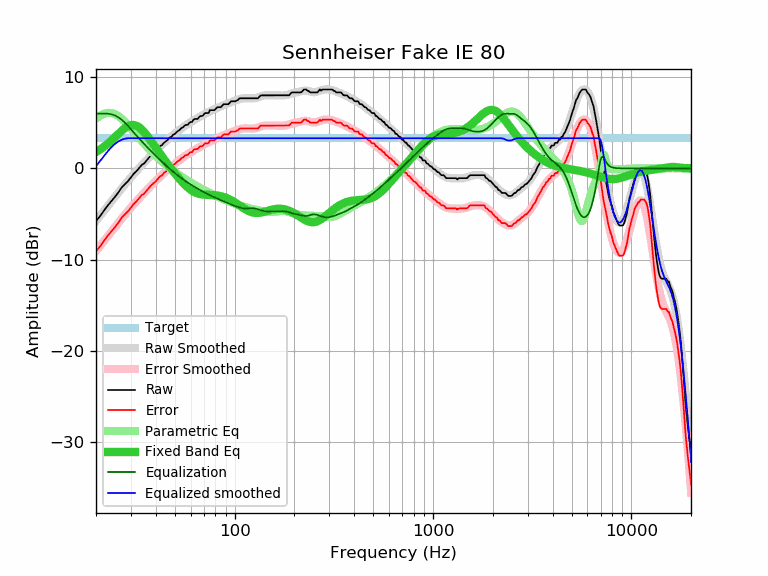 Sennheiser Fake IE 80
10
0
−10
−20
−30
Amplitude (dBr)
Target
Raw Smoothed
Error Smoothed
Raw
Error
Parametric Eq
Fixed Band Eq
Equalization
Equalized smoothed
100
1000
10000
Frequency (Hz)